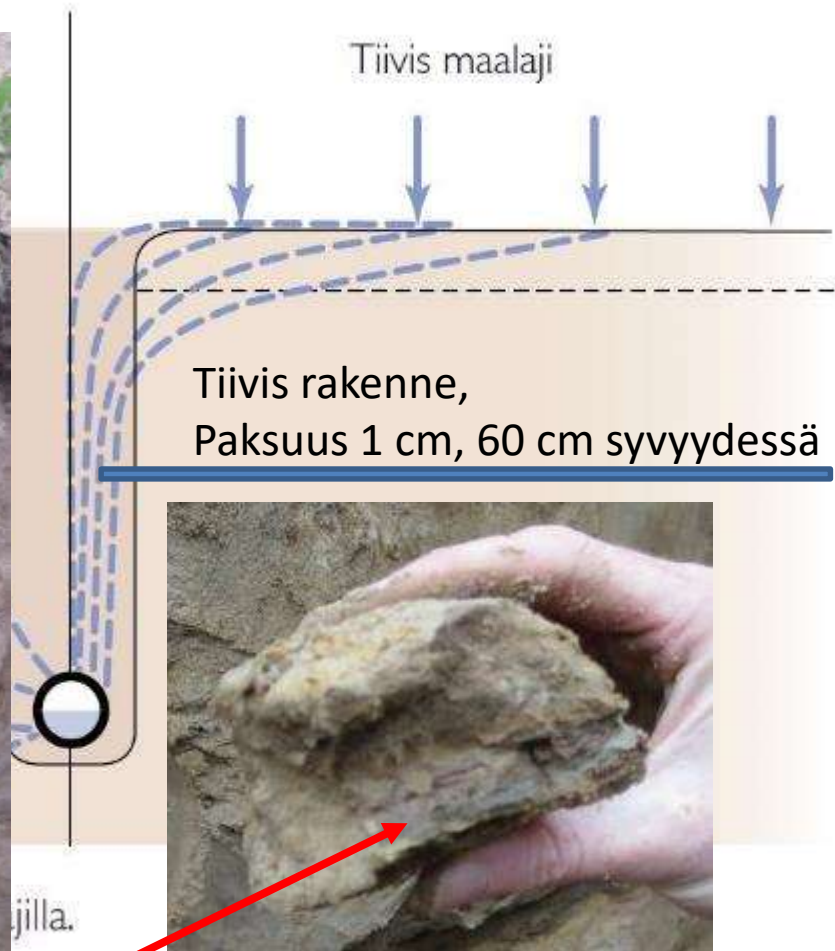 Tiivis maalaji
Tiivis rakenne,
Paksuus 1 cm, 60 cm syvyydessä
jilla.